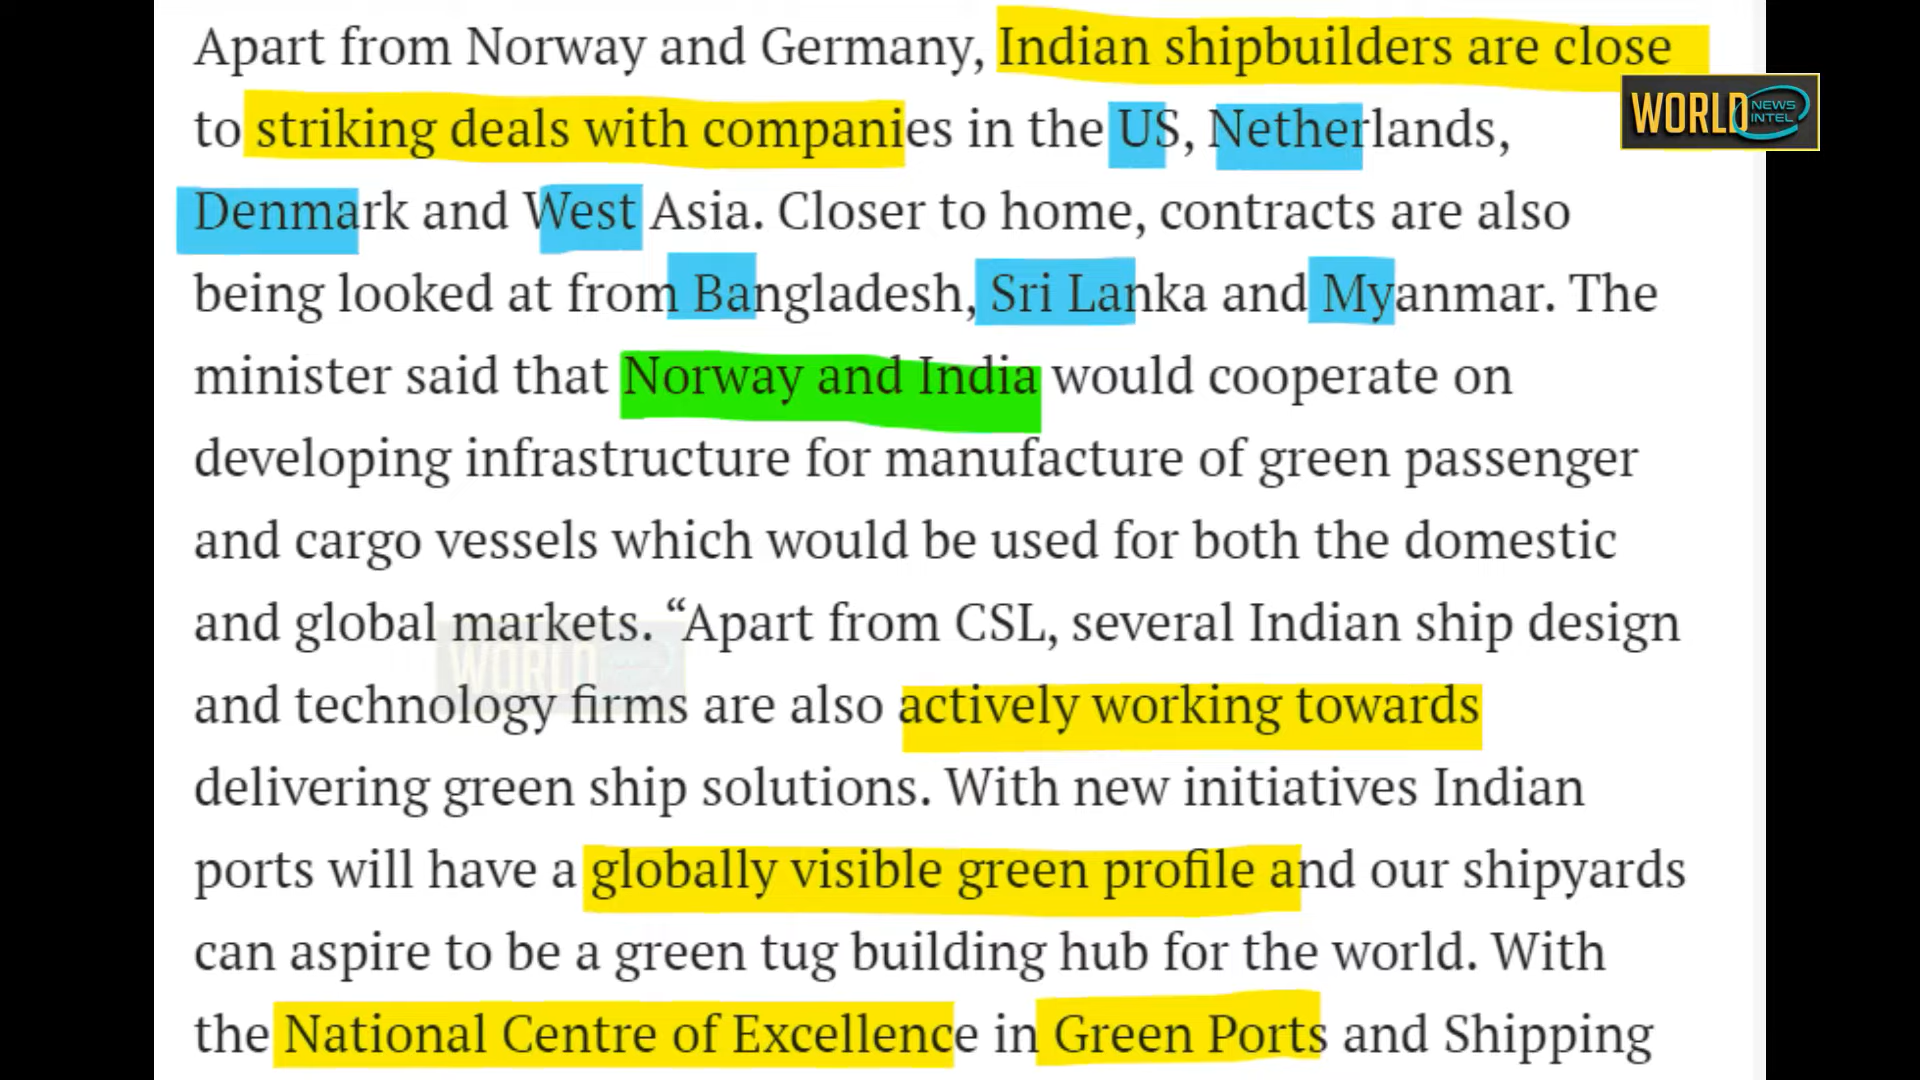 Apart from Norway and Germany, Indian shipbuilders are close
to striking deals with companies in the US, Netherlands,
WORLD NEWS INTEL
Denmark and West Asia. Closer to home, contracts are also
being looked at from Bangladesh, Sri Lanka and Myanmar. The
minister said that Norway and India would cooperate on
developing infrastructure for manufacture of green passenger
and cargo vessels which would be used for both the domestic
and global markets. “Apart from CSL, several Indian ship design
WORLD
and technology firms are also actively working towards
delivering green ship solutions. With new initiatives Indian
ports will have a globally visible green profile and our shipyards
can aspire to be a green tug building hub for the world. With
the National Centre of Excellence in Green Ports and Shipping